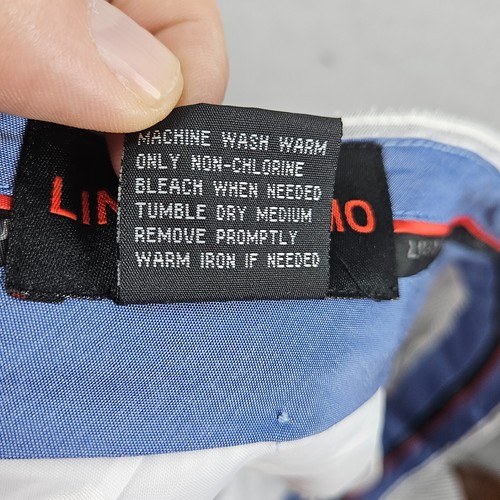 MACHINE WASH WARM
ONLY NON-CHLORINE
BLEACH WHEN NEEDED
TUMBLE DRY MEDIUM
REMOVE PROMPTLY
WARM IRON IF NEEDED